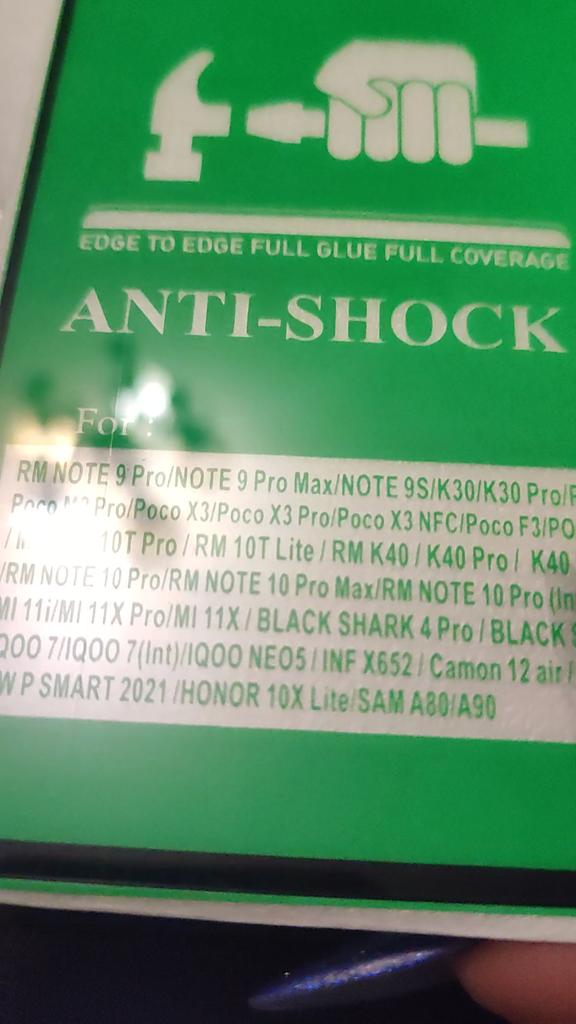 EDGE TO EDGE FULL GLUE FULL COVERAGE
ANTI-SHOCK
For :
RM NOTE 9 Pro/NOTE 9 Pro Max/NOTE 9S/K30/K30 Pro/
Poco Pro/Poco X3/Poco X3 Pro/Poco X3 NFC/Poco F3/PO
10T Pro / RM 10T Lite / RM K40 / K40 Pro / K40
/RM NOTE 10 Pro/RM NOTE 10 Pro Max/RM NOTE 10 Pro (In
MI 11i/MI 11X Pro/MI 11X / BLACK SHARK 4 Pro / BLACK
QOO 7/IQOO 7(Int)/IQOO NEO5 / INF X652 / Camon 12 air /
W P SMART 2021 /HONOR 10X Lite/SAM A80/A90